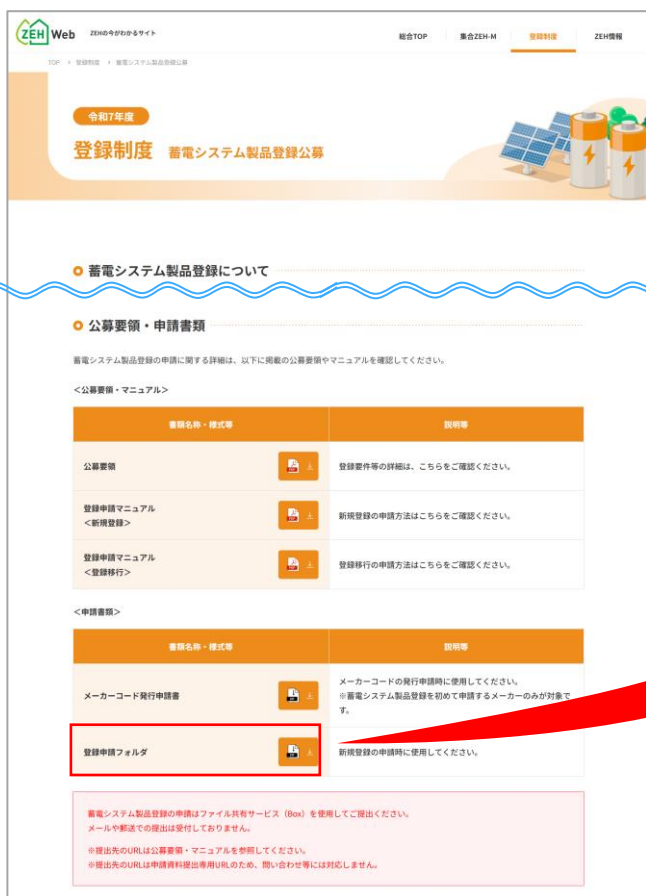 ZEH Web ZEHの今がわかるサイト
総合TOP 集合ZEH-M 登録制度 ZEH情報
TOP > 登録制度 > 蓄電システム製品登録公募
令和7年度
登録制度 蓄電システム製品登録公募
蓄電システム製品登録について
公募要領・申請書類
蓄電システム製品登録の申請に関する詳細は、以下に掲載の公募要領やマニュアルを確認してください。
<公募要領・マニュアル>
書類名称・様式等 説明等
公募要領 PDF 登録要件等の詳細は、こちらをご確認ください。
登録申請マニュアル
<新規登録> PDF 新規登録の申請方法はこちらをご確認ください。
登録申請マニュアル
<登録移行> PDF 登録移行の申請方法はこちらをご確認ください。
<申請書類>
書類名称・様式等 説明等
メーカーコード発行申請書 ZIP メーカーコードの発行申請時に使用してください。
※蓄電システム製品登録を初めて申請するメーカーのみが対象で
す。
登録申請フォルダ ZIP 新規登録の申請時に使用してください。
蓄電システム製品登録の申請はファイル共有サービス（Box）を使用してご提出ください。
メールや郵送での提出は受付しておりません。
※提出先のURLは公募要領・マニュアルを参照してください。
※提出先のURLは申請資料提出専用URLのため、問い合わせ等には対応しません。